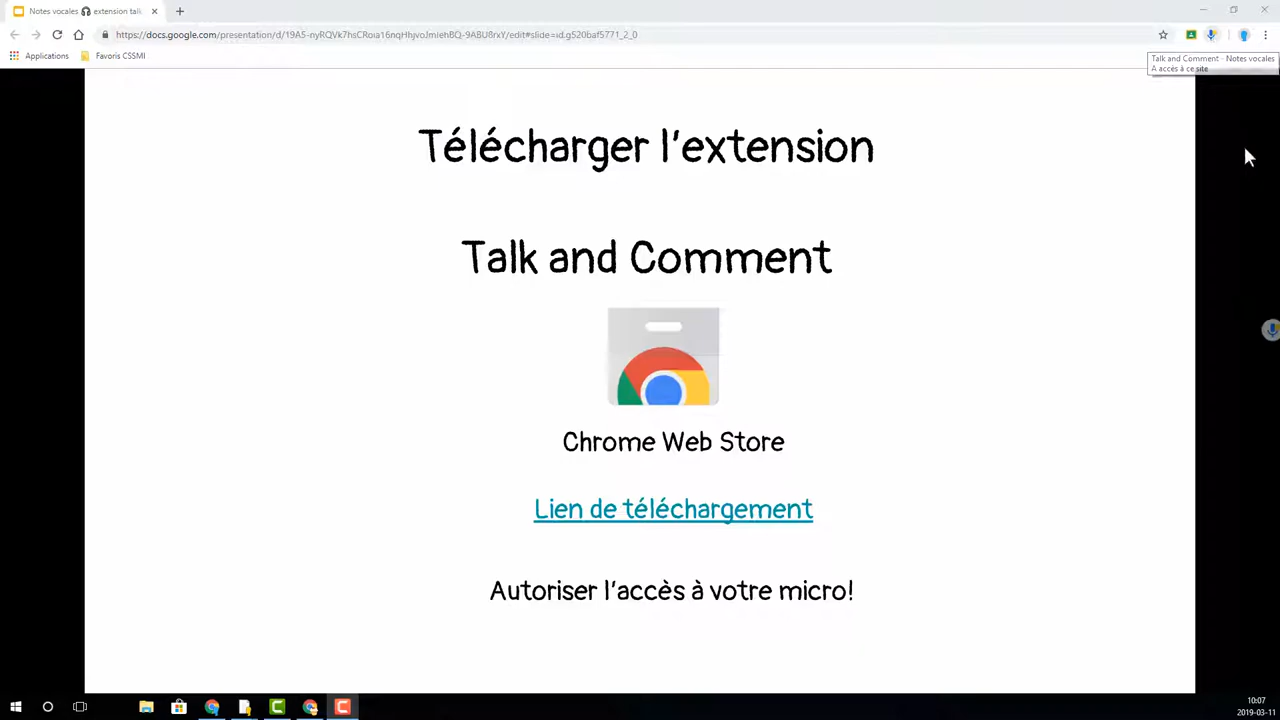 Notes vocales 🎧 extension talk
https://docs.google.com/presentation/d/19A5-nyRQVk7hsCRoia16nqHhjvoJmiehBQ-9ABU8rxY/edit#slide=id.g520baf5771_2_0
Applications
Favoris CSSMI
Talk and Comment - Notes vocales
A accès à ce site
Télécharger l'extension
Talk and Comment
Chrome Web Store
Lien de téléchargement
Autoriser l'accès à votre micro!
10:07
2019-03-11